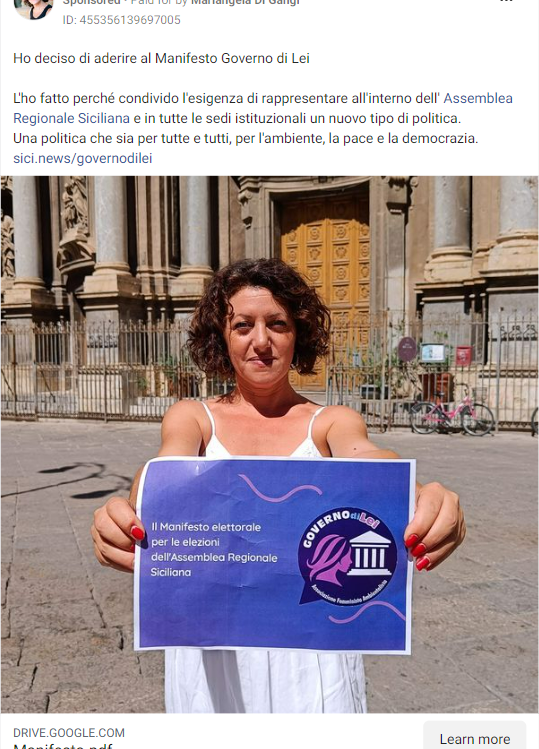 Sponsored · Paid for by Mariangela Di Gangi
ID: 455356139697005
Ho deciso di aderire al Manifesto Governo di Lei
L'ho fatto perché condivido l'esigenza di rappresentare all'interno dell' Assemblea
Regionale Siciliana e in tutte le sedi istituzionali un nuovo tipo di politica.
Una politica che sia per tutte e tutti, per l'ambiente, la pace e la democrazia.
sici.news/governodilei
Il Manifesto elettorale
per le elezioni
dell'Assemblea Regionale
Siciliana
GOVERNO di Lei
Associazione Femminista Ambientalista
DRIVE.GOOGLE.COM
Manifesto.pdf
Learn more